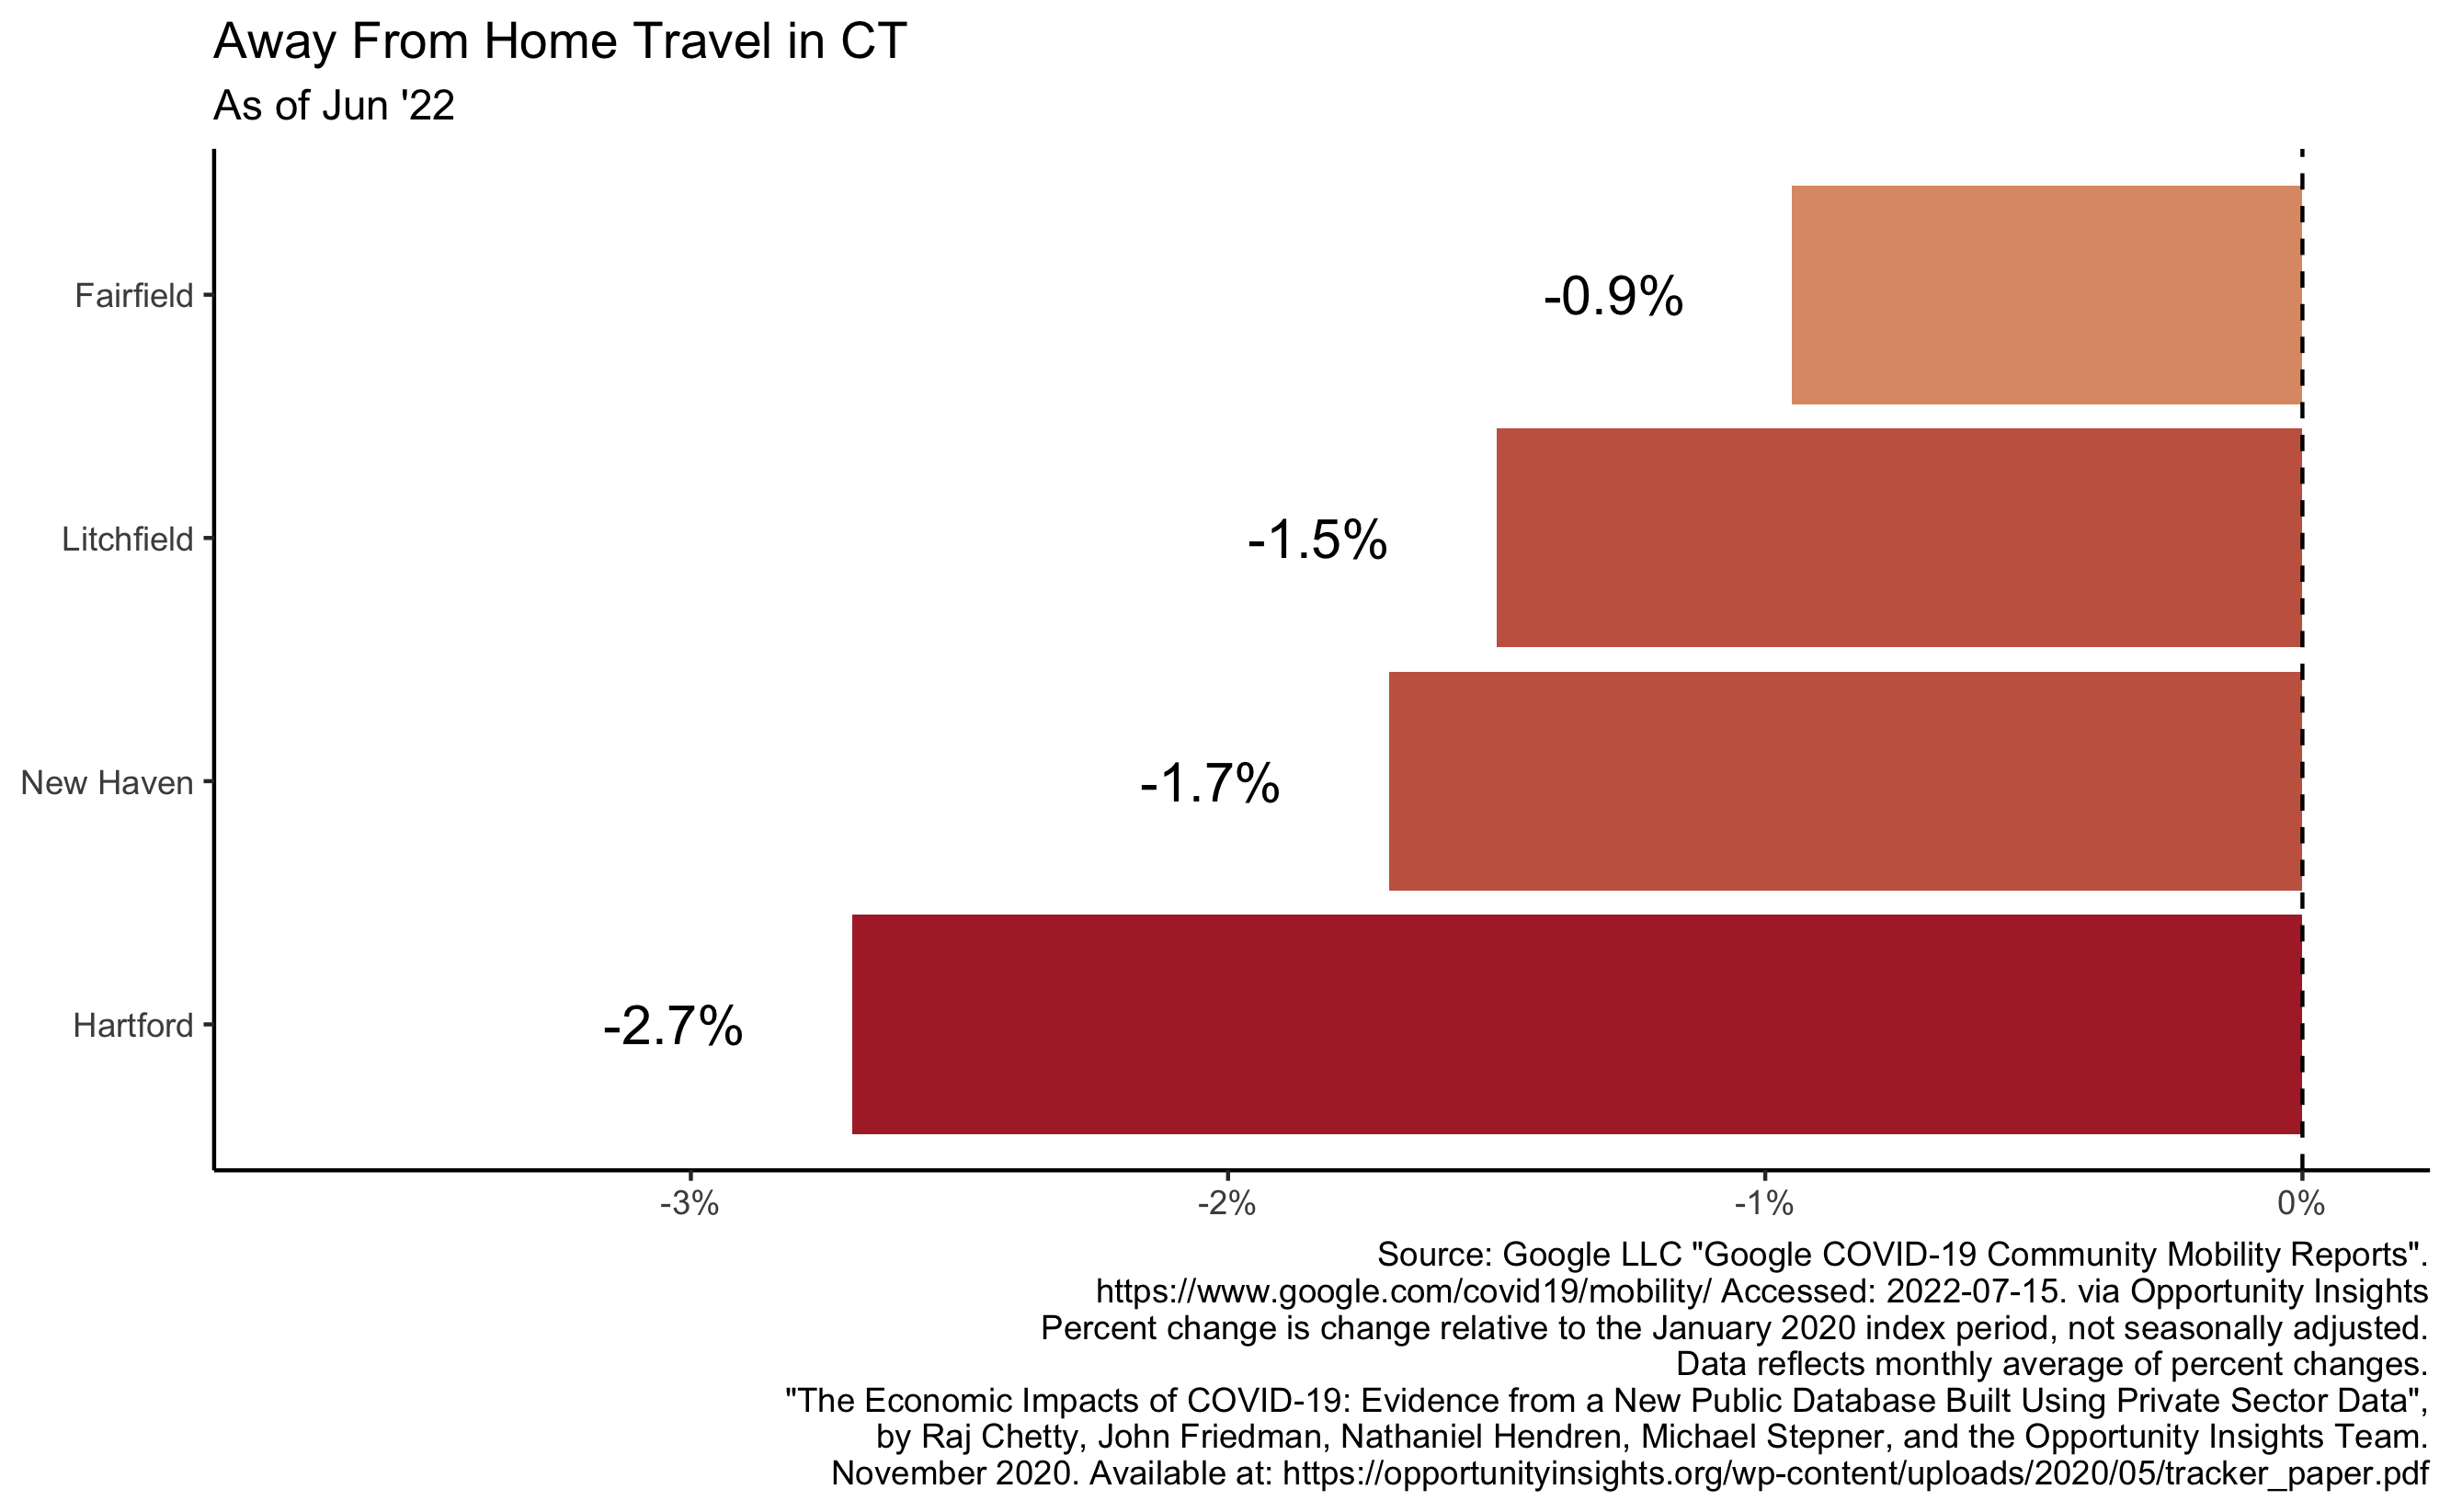 Away From Home Travel in CT
As of Jun '22
Fairfield
-0.9%
Litchfield
-1.5%
New Haven
-1.7%
Hartford
-2.7%
-3%
-2%
-1%
0%
Source: Google LLC "Google COVID-19 Community Mobility Reports".
https://www.google.com/covid19/mobility/ Accessed: 2022-07-15. via Opportunity Insights
Percent change is change relative to the January 2020 index period, not seasonally adjusted.
Data reflects monthly average of percent changes.
"The Economic Impacts of COVID-19: Evidence from a New Public Database Built Using Private Sector Data",
by Raj Chetty, John Friedman, Nathaniel Hendren, Michael Stepner, and the Opportunity Insights Team.
November 2020. Available at: https://opportunityinsights.org/wp-content/uploads/2020/05/tracker_paper.pdf